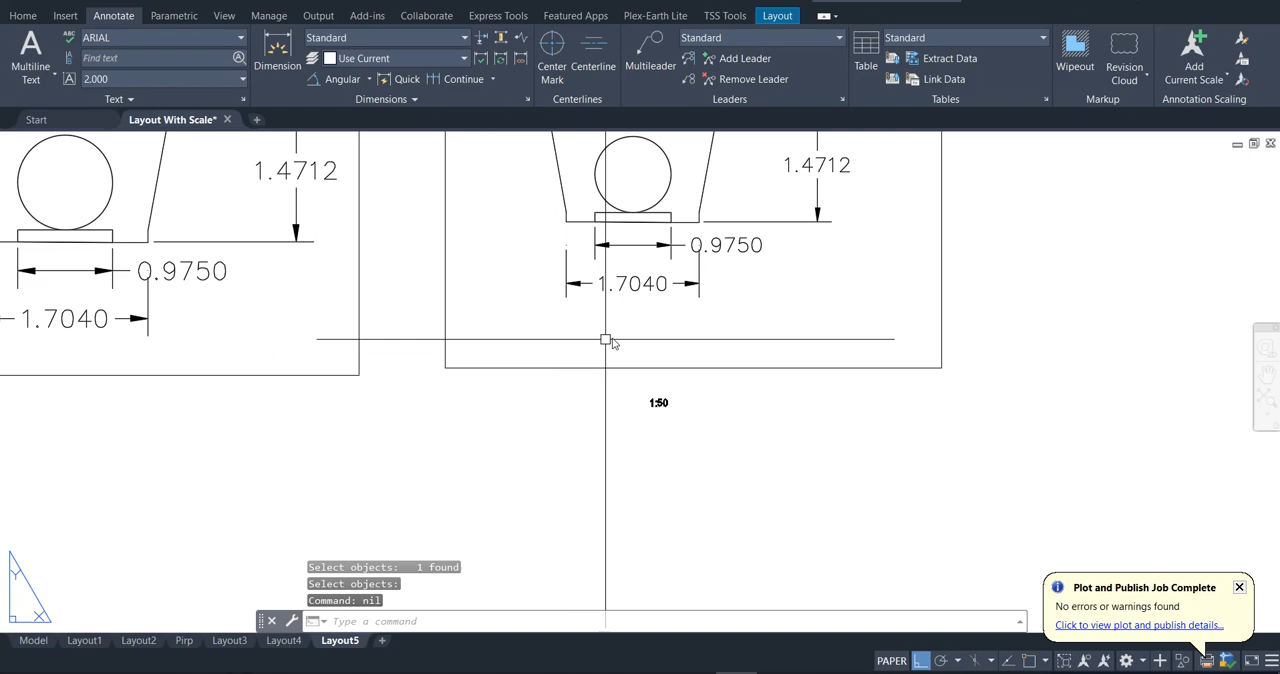 Home Insert Annotate Parametric View Manage Output Add-ins Collaborate Express Tools Featured Apps Plex-Earth Lite TSS Tools Layout
Multiline Text
ARIAL
Find text
2.000
Text
Dimension
Standard
Use Current
Angular Quick Continue
Dimensions
Center Mark
Centerline
Centerlines
Multileader
Standard
Add Leader
Remove Leader
Leaders
Table
Standard
Extract Data
Link Data
Tables
Wipeout
Revision Cloud
Markup
Add Current Scale
Annotation Scaling
Start Layout With Scale*
1.4712
0.9750
1.7040
1.4712
0.9750
1.7040
1:50
Select objects: 1 found
Select objects:
Command: nil
Type a command
Y
X
Plot and Publish Job Complete
No errors or warnings found
Click to view plot and publish details...
Model Layout1 Layout2 Pirp Layout3 Layout4 Layout5
PAPER